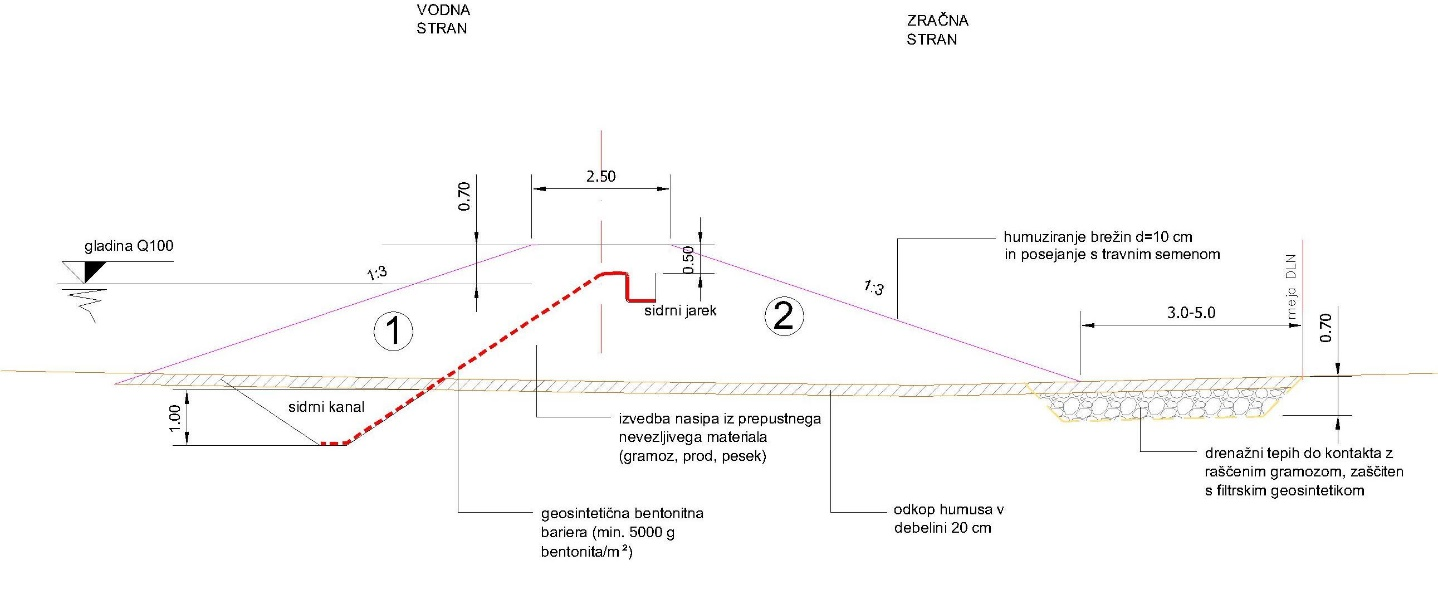 VODNA
STRAN
ZRAČNA
STRAN
2.50
0.70
gladina Q100
1:3
0.50
humuziranje brežin d=10 cm
in posejanje s travnim semenom
1:3
meja DLN
sidrni jarek
1
2
3.0-5.0
0.70
sidrni kanal
1.00
izvedba nasipa iz prepustnega
nevezljivega materiala
(gramoz, prod, pesek)
drenažni tepih do kontakta z
raščenim gramozom, zaščiten
s filtrskim geosintetikom
geosintetična bentonitna
bariera (min. 5000 g
bentonita/m²)
odkop humusa v
debelini 20 cm